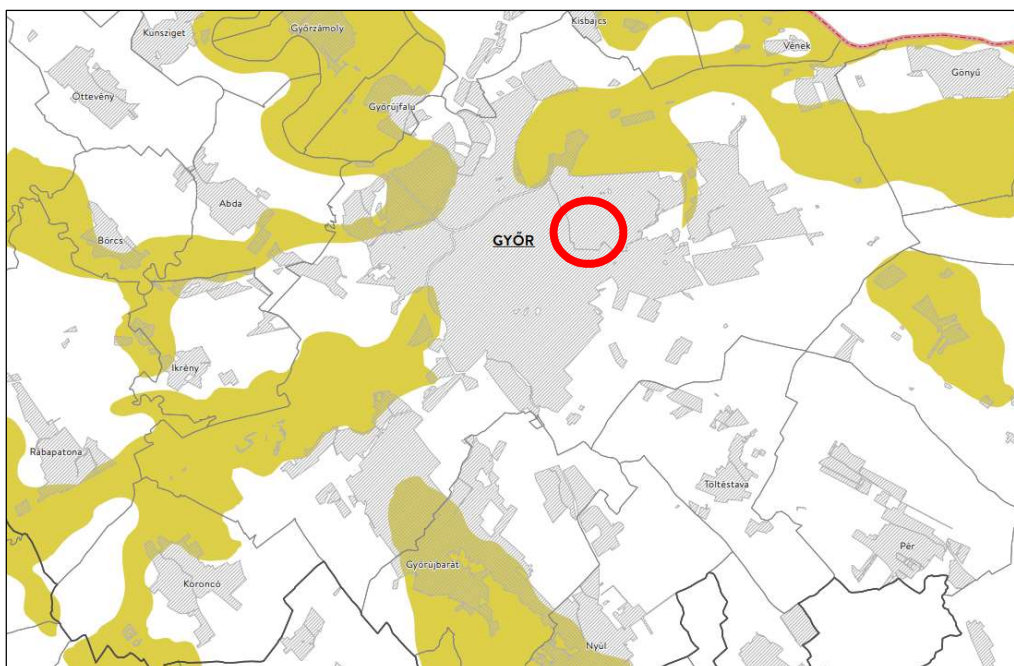 Kunsziget
Győrzámoly
Kisbajcs
Vének
Gönyű
Öttevény
Győrújfalu
Abda
Börcs
GYŐR
Ikrény
Rábapatona
Töltéstava
Pér
Győrújbarát
Koroncó
Nyúl